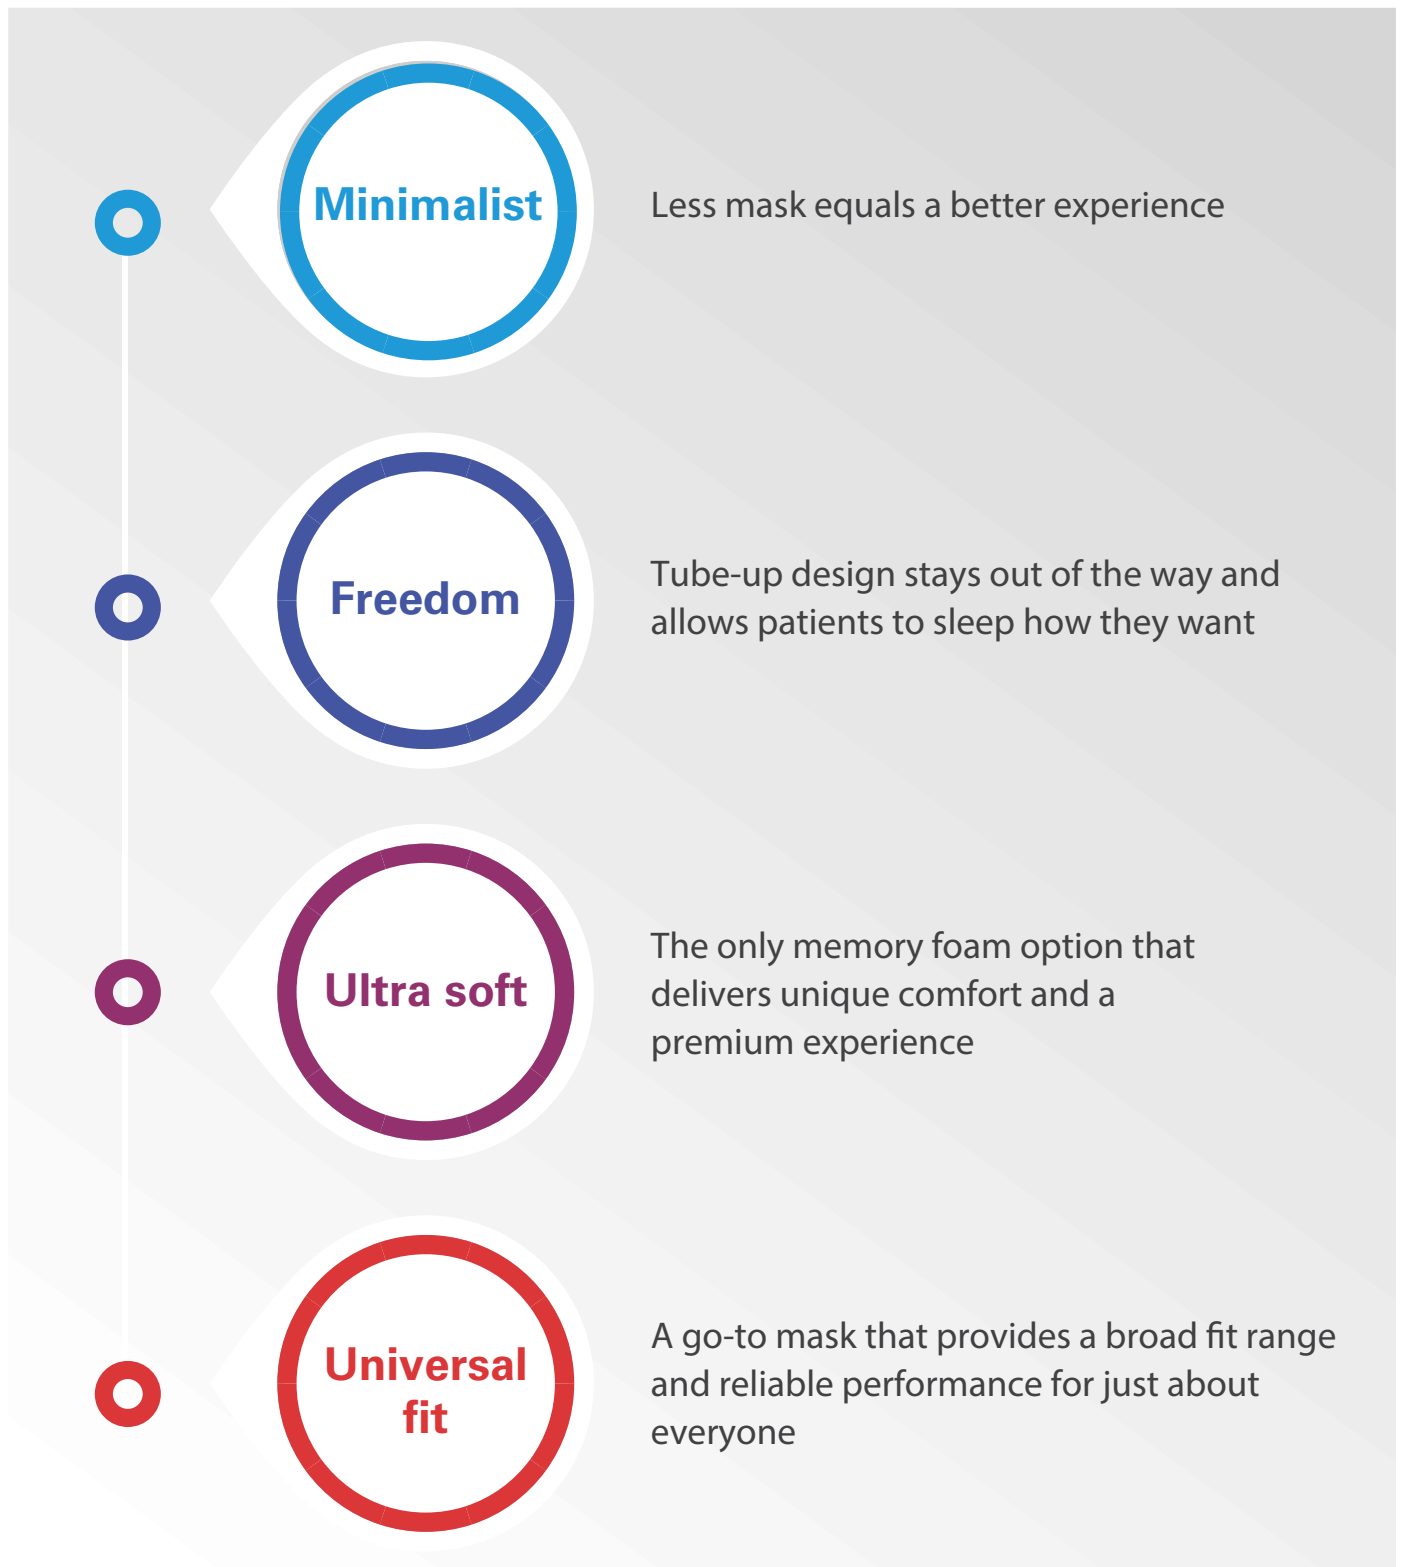 Minimalist
Less mask equals a better experience
Freedom
Tube-up design stays out of the way and
allows patients to sleep how they want
Ultra soft
The only memory foam option that
delivers unique comfort and a
premium experience
Universal
fit
A go-to mask that provides a broad fit range
and reliable performance for just about
everyone